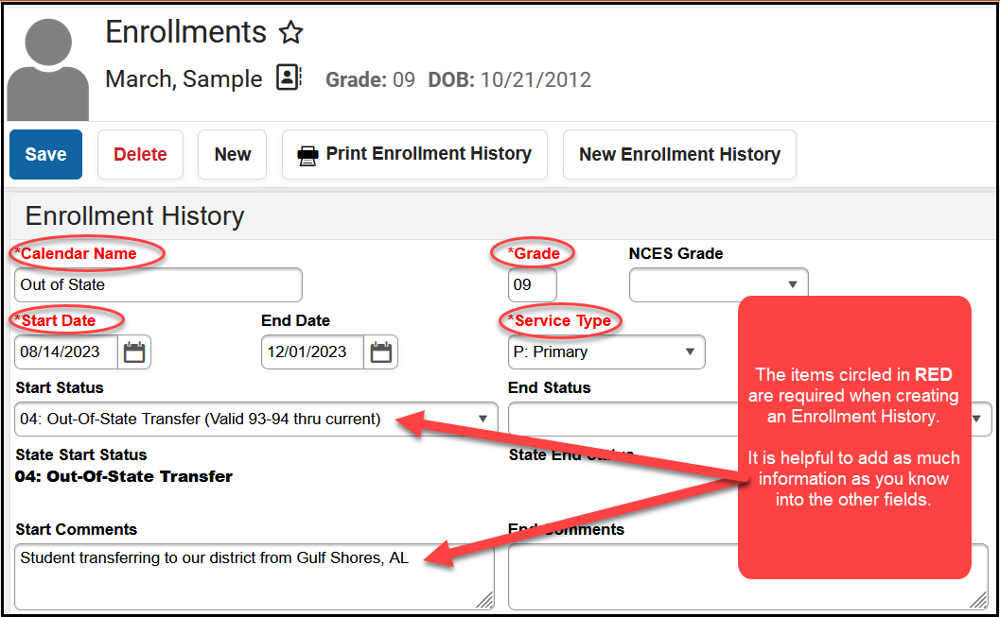 Enrollments
March, Sample Grade: 09 DOB: 10/21/2012
Save Delete New Print Enrollment History New Enrollment History
Enrollment History
*Calendar Name *Grade NCES Grade
Out of State 09
*Start Date End Date *Service Type
08/14/2023 12/01/2023 P: Primary
Start Status End Status
04: Out-Of-State Transfer (Valid 93-94 thru current)
State Start Status State End Status
04: Out-Of-State Transfer
Start Comments End Comments
Student transferring to our district from Gulf Shores, AL
The items circled in RED
are required when creating
an Enrollment History.
It is helpful to add as much
information as you know
into the other fields.